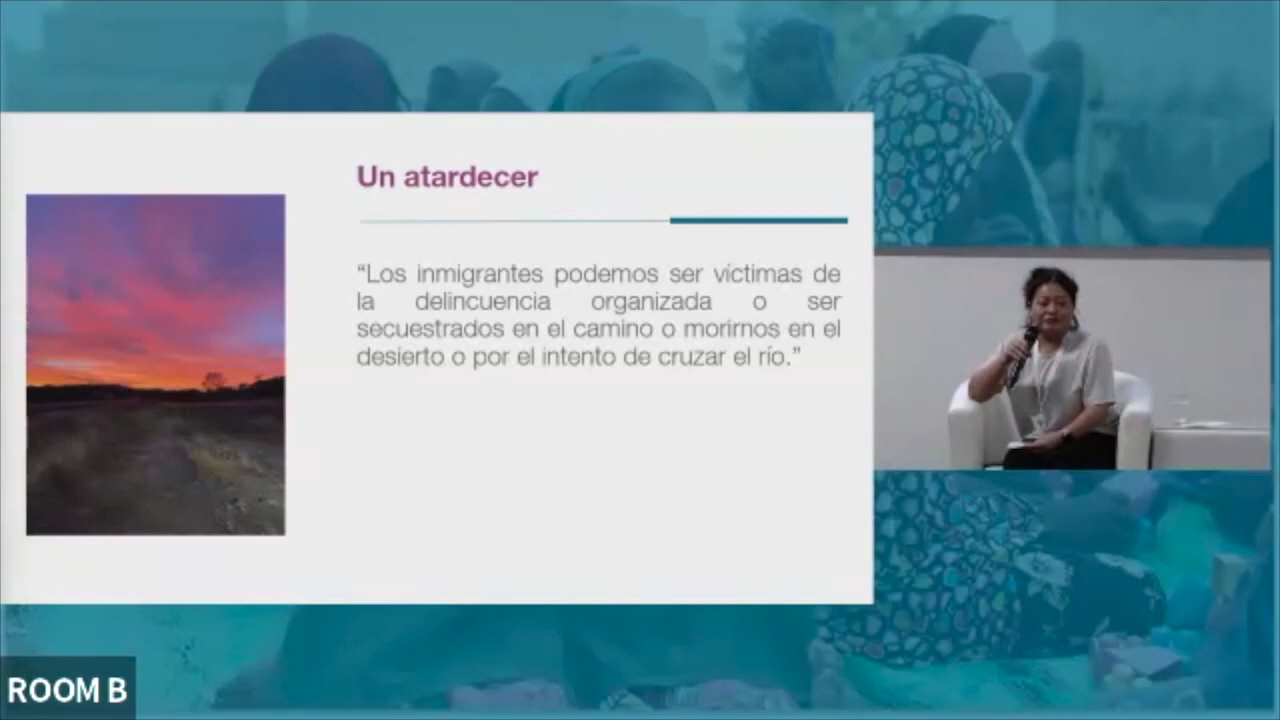 Un atardecer
“Los inmigrantes podemos ser víctimas de
la delincuencia organizada o ser
secuestrados en el camino o morirnos en el
desierto o por el intento de cruzar el río.”
ROOM B